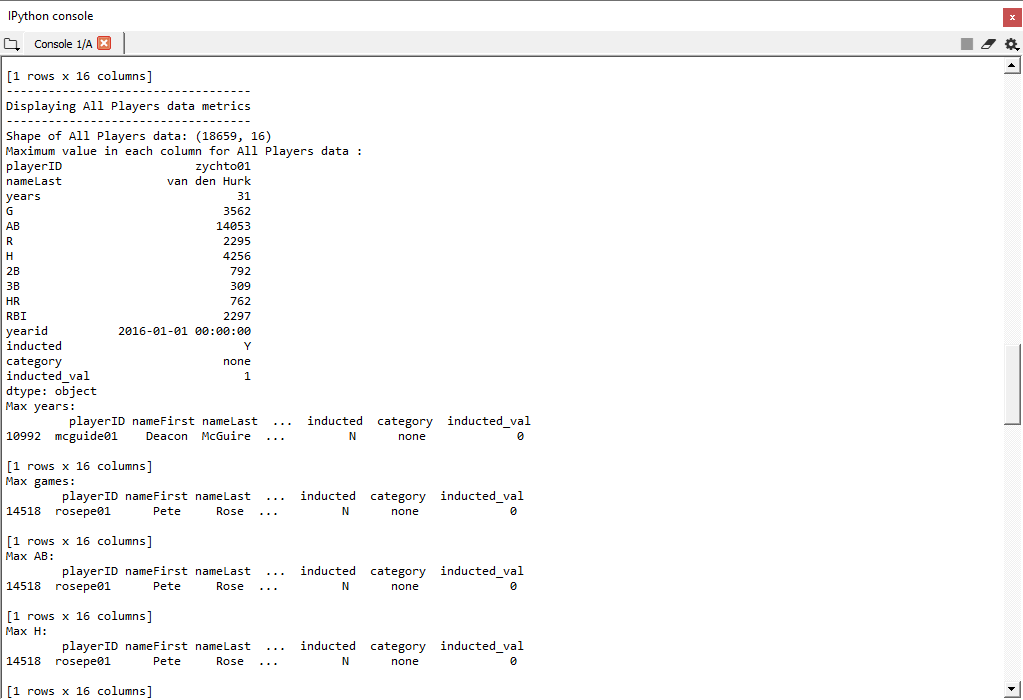 IPython console
x
Console 1/A
[1 rows x 16 columns]
-----------------------------------
Displaying All Players data metrics
-----------------------------------
Shape of All Players data: (18659, 16)
Maximum value in each column for All Players data :
playerID                   zychto01
nameLast               van den Hurk
years                            31
G                              3562
AB                            14053
R                              2295
H                              4256
2B                              792
3B                              309
HR                              762
RBI                            2297
yearid          2016-01-01 00:00:00
inducted                          Y
category                       none
inducted_val                      1
dtype: object
Max years:
         playerID nameFirst nameLast  ...  inducted  category  inducted_val
10992  mcguide01    Deacon  McGuire  ...         N      none             0
[1 rows x 16 columns]
Max games:
        playerID nameFirst nameLast  ...  inducted  category  inducted_val
14518  rosepe01      Pete     Rose  ...         N      none             0
[1 rows x 16 columns]
Max AB:
        playerID nameFirst nameLast  ...  inducted  category  inducted_val
14518  rosepe01      Pete     Rose  ...         N      none             0
[1 rows x 16 columns]
Max H:
        playerID nameFirst nameLast  ...  inducted  category  inducted_val
14518  rosepe01      Pete     Rose  ...         N      none             0
[1 rows x 16 columns]